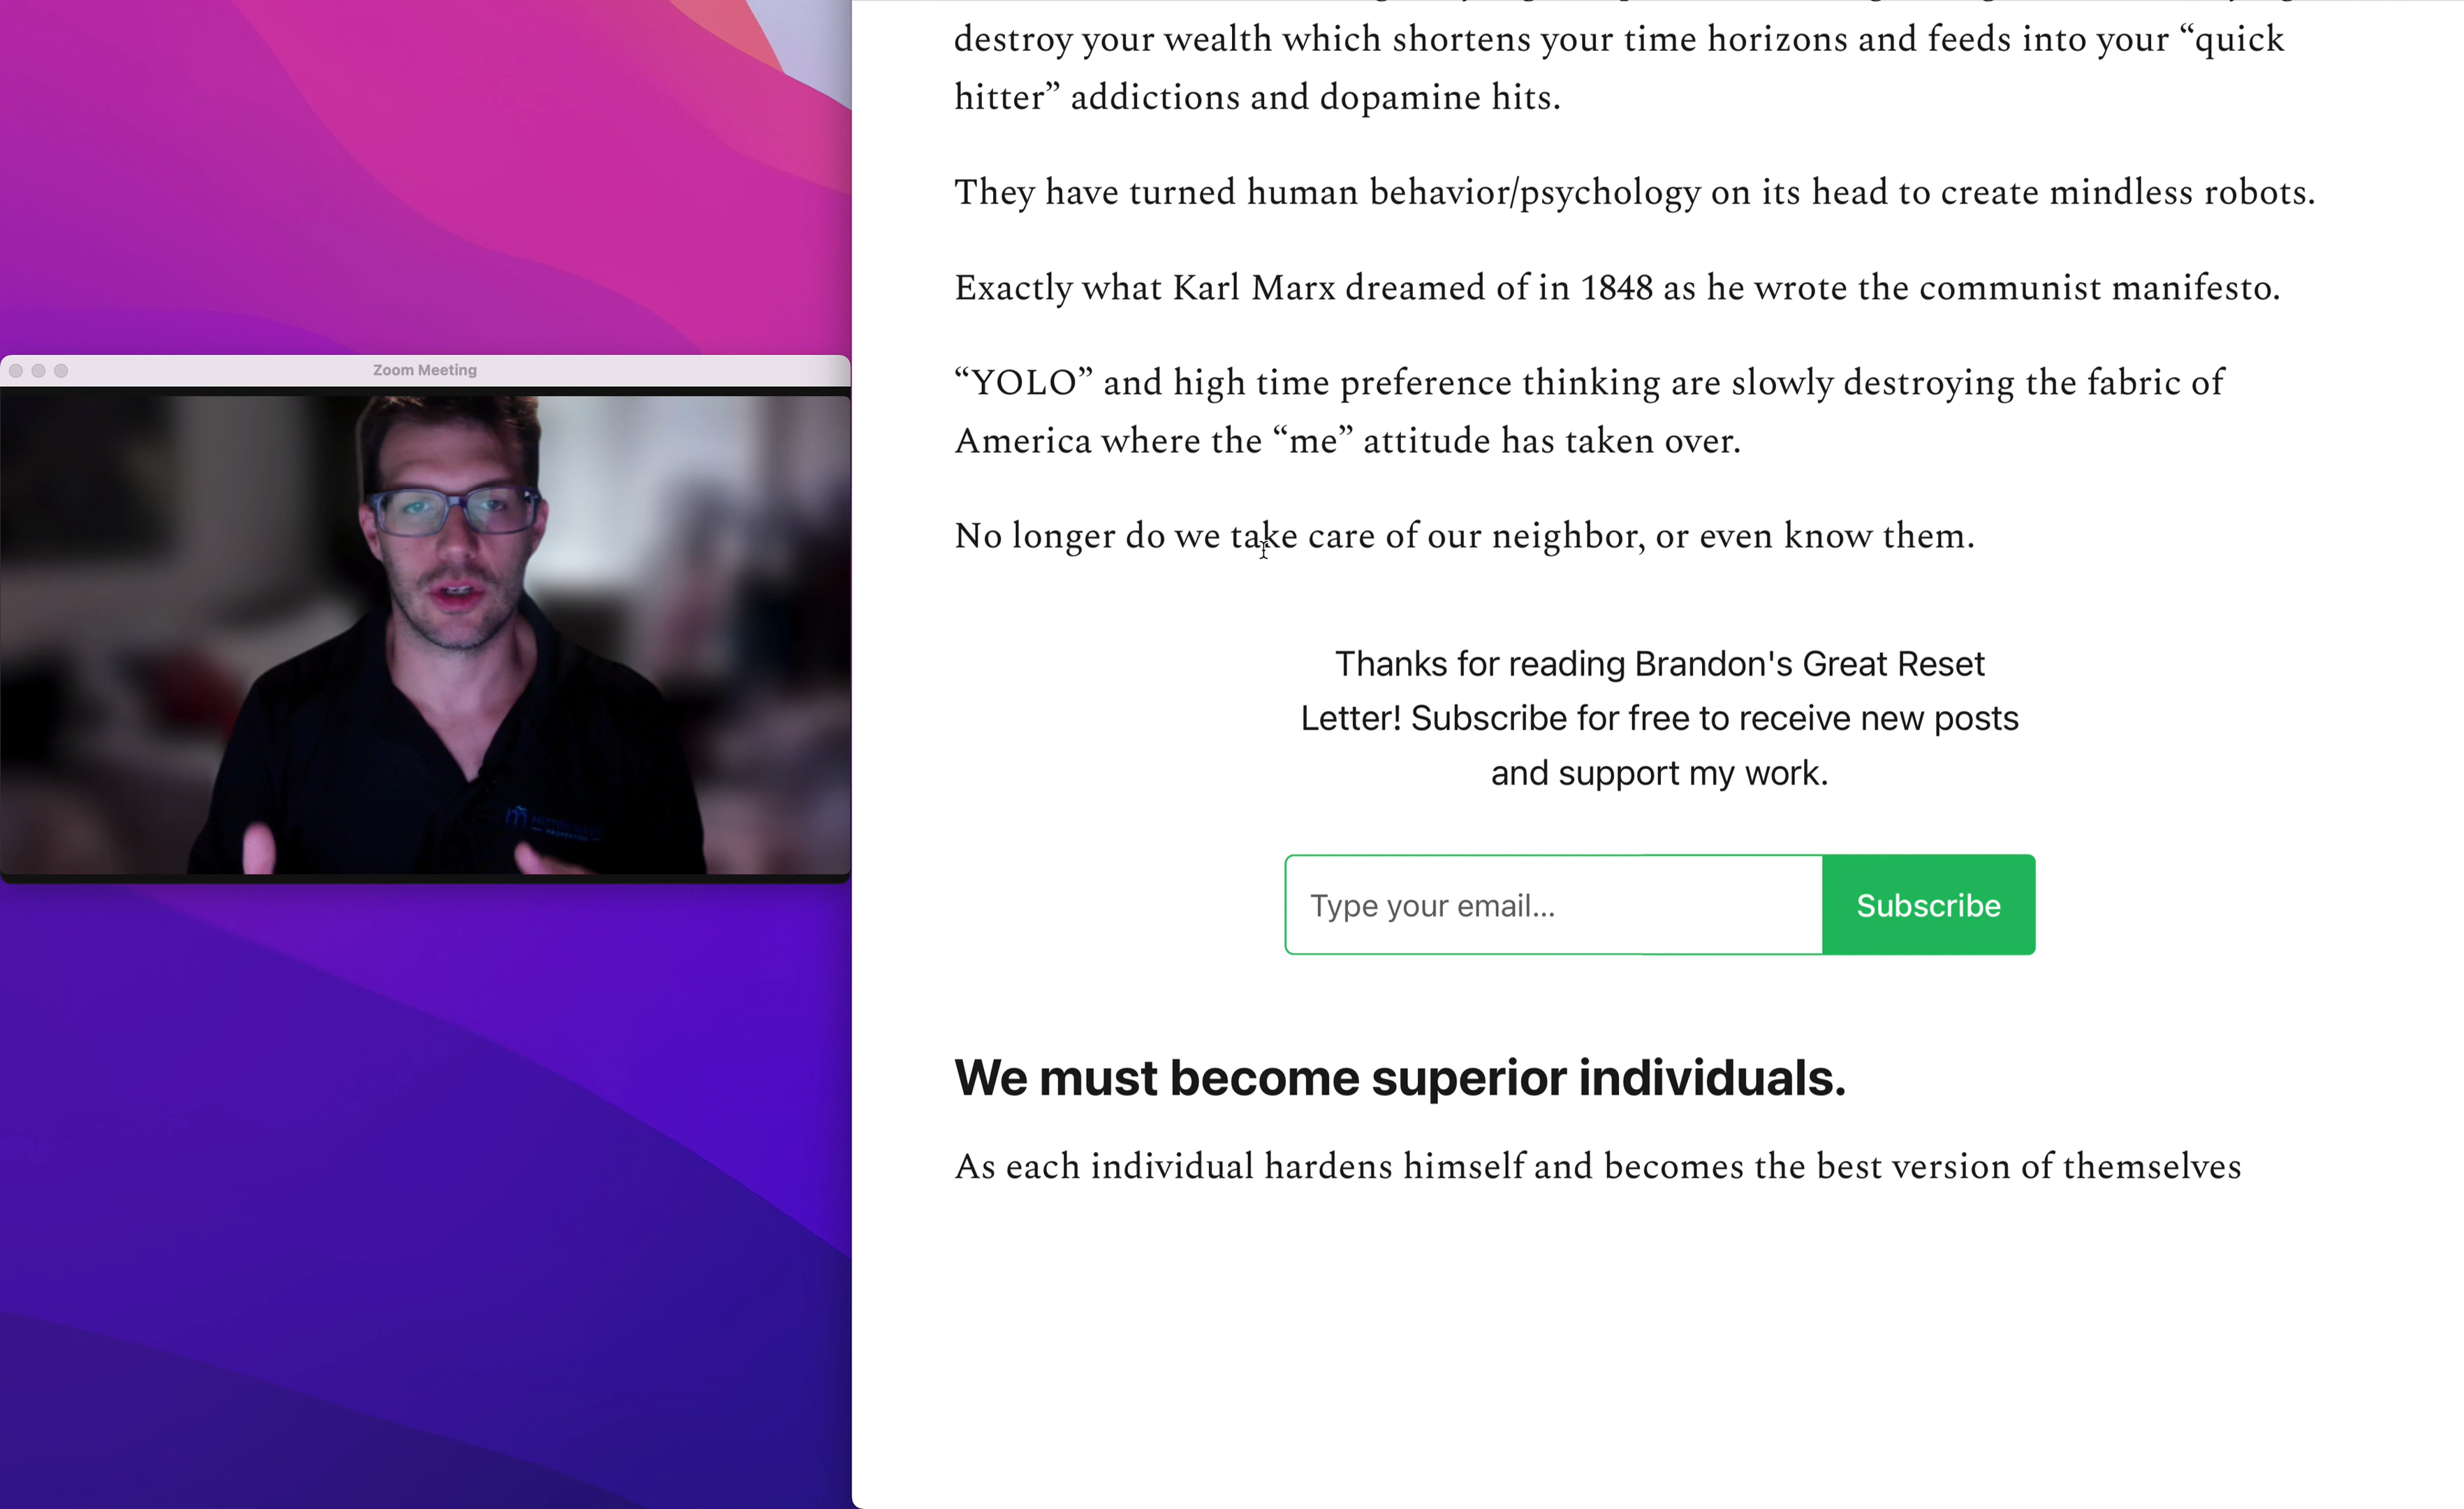 destroy your wealth which shortens your time horizons and feeds into your “quick
hitter” addictions and dopamine hits.
They have turned human behavior/psychology on its head to create mindless robots.
Exactly what Karl Marx dreamed of in 1848 as he wrote the communist manifesto.
“YOLO” and high time preference thinking are slowly destroying the fabric of
America where the “me” attitude has taken over.
No longer do we take care of our neighbor, or even know them.
Thanks for reading Brandon's Great Reset
Letter! Subscribe for free to receive new posts
and support my work.
Type your email...
Subscribe
We must become superior individuals.
As each individual hardens himself and becomes the best version of themselves
Zoom Meeting